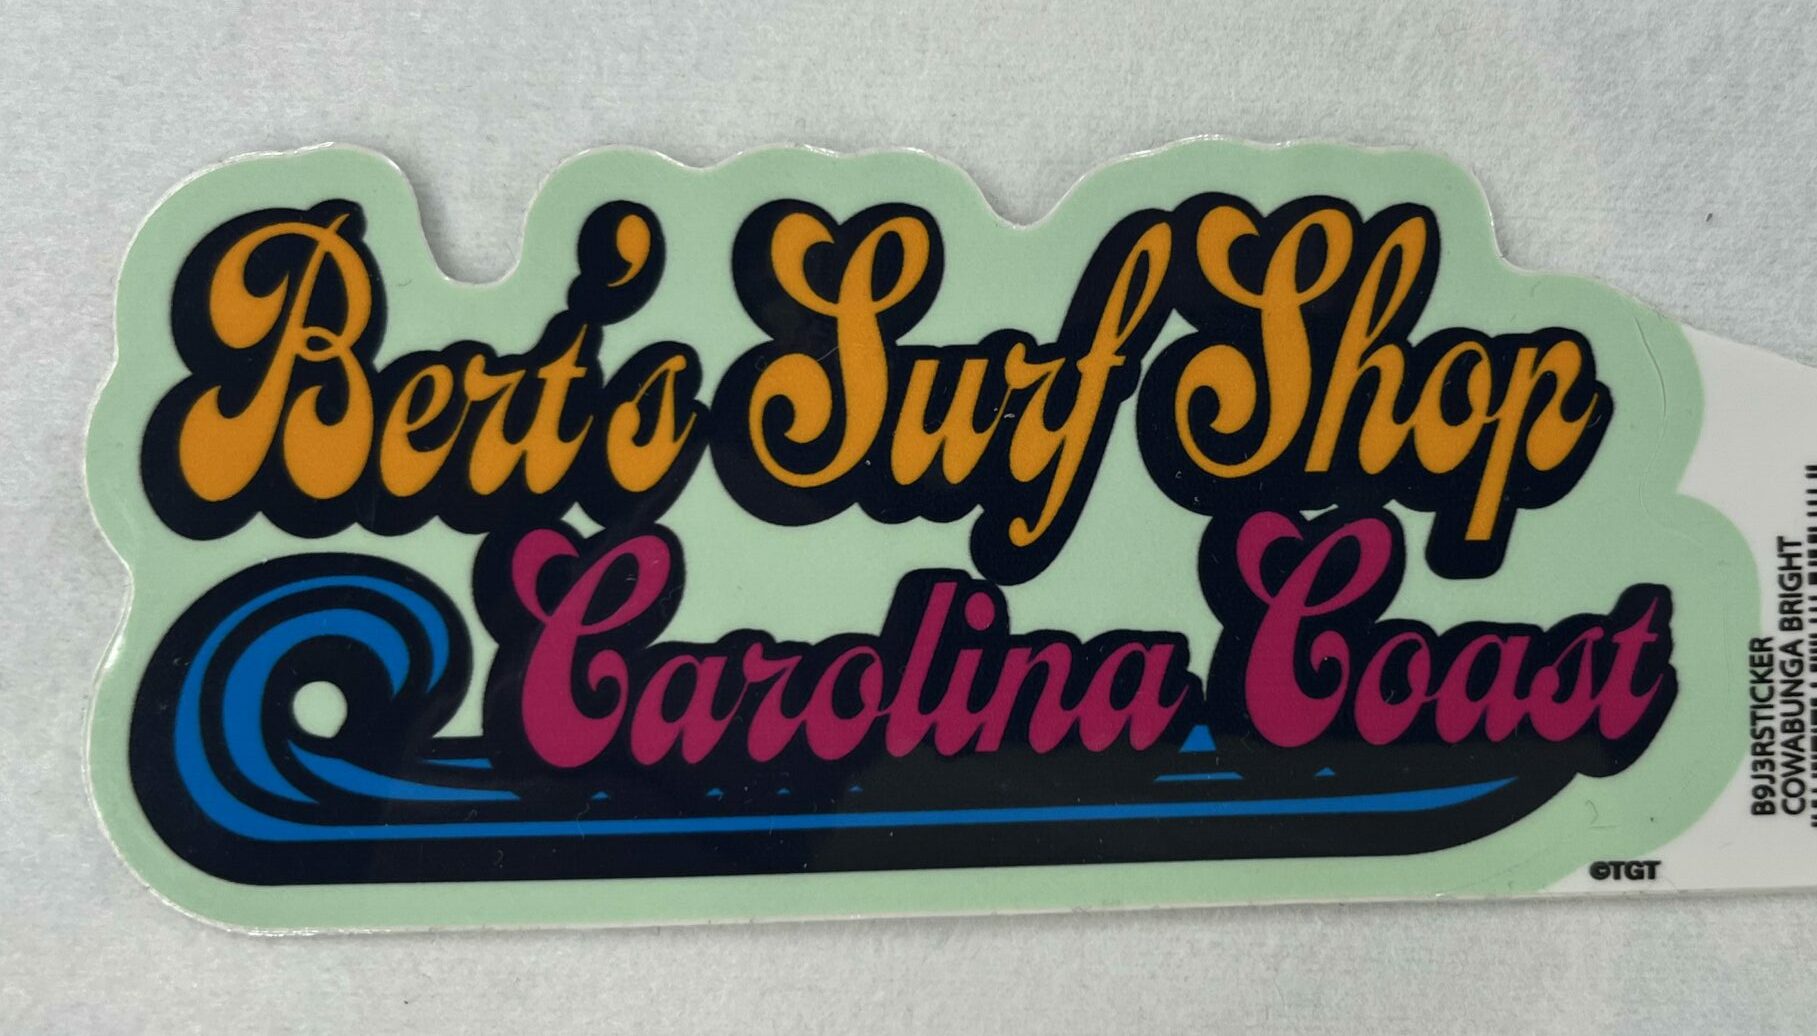 Bert's Surf Shop
Carolina Coast
B9J3RSTICKER
COWABUNGA BRIGHT
©TGT